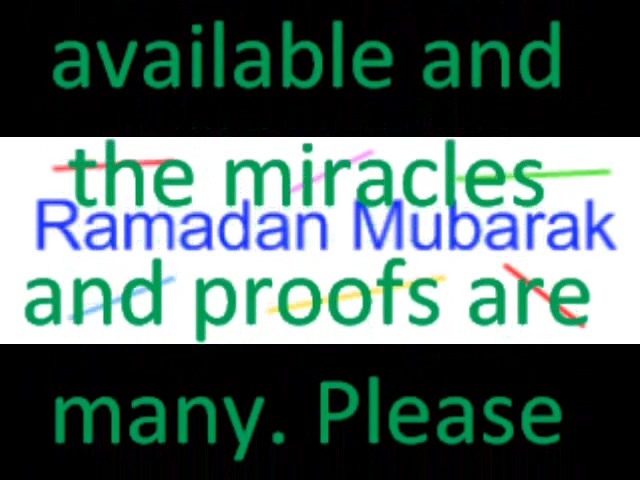 available and
the miracles
Ramadan Mubarak
and proofs are
many. Please